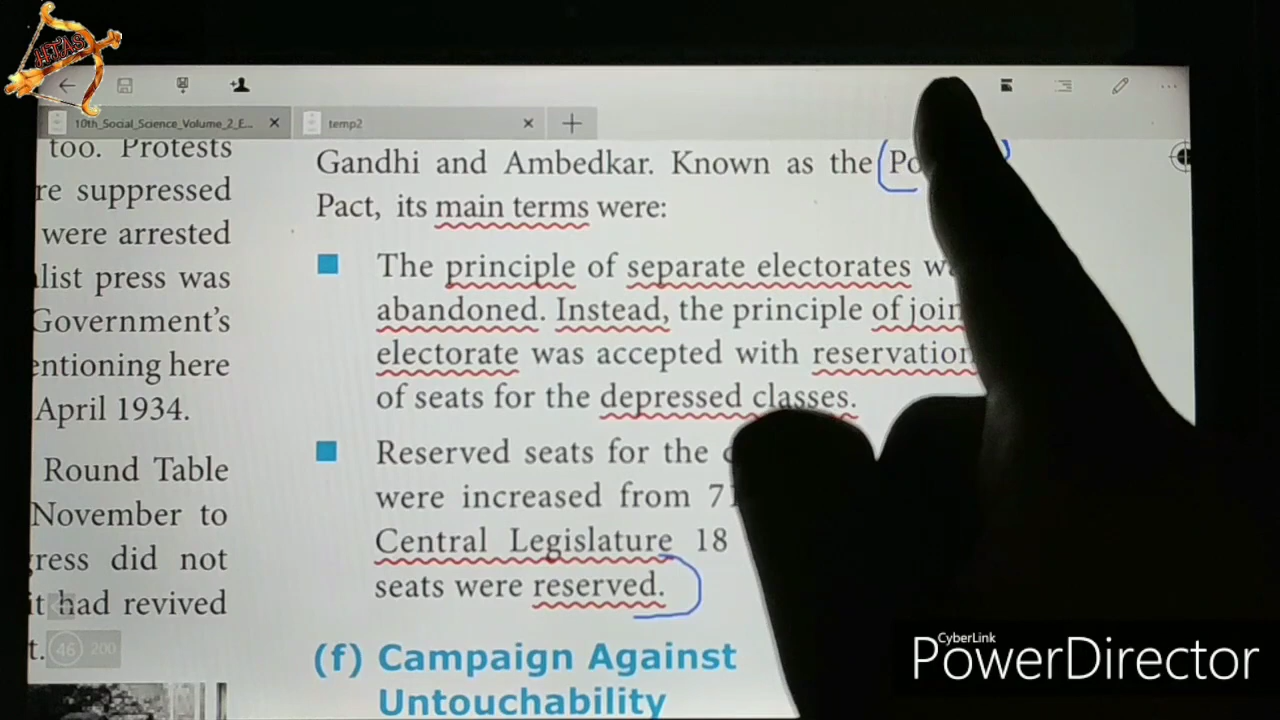 HTAS
10th_Social_Science_Volume_2_E...
temp2
too. Protests
re suppressed
were arrested
list press was
Government's
entioning here
April 1934.
Round Table
November to
ress did not
it had revived
t.
46 200
Gandhi and Ambedkar. Known as the
Pact, its main terms were:
The principle of separate electorates
abandoned. Instead, the principle of join
electorate was accepted with reservation
of seats for the depressed classes.
Reserved seats for the
were increased from 71
Central Legislature 18
seats were reserved.
(f) Campaign Against
Untouchability
CyberLink
PowerDirector